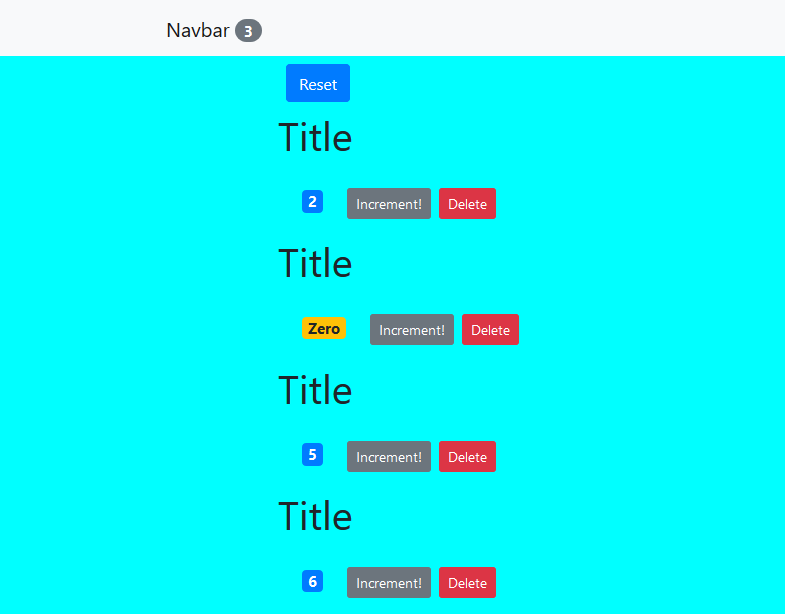 Navbar 3
Reset
Title
2 Increment! Delete
Title
Zero Increment! Delete
Title
5 Increment! Delete
Title
6 Increment! Delete